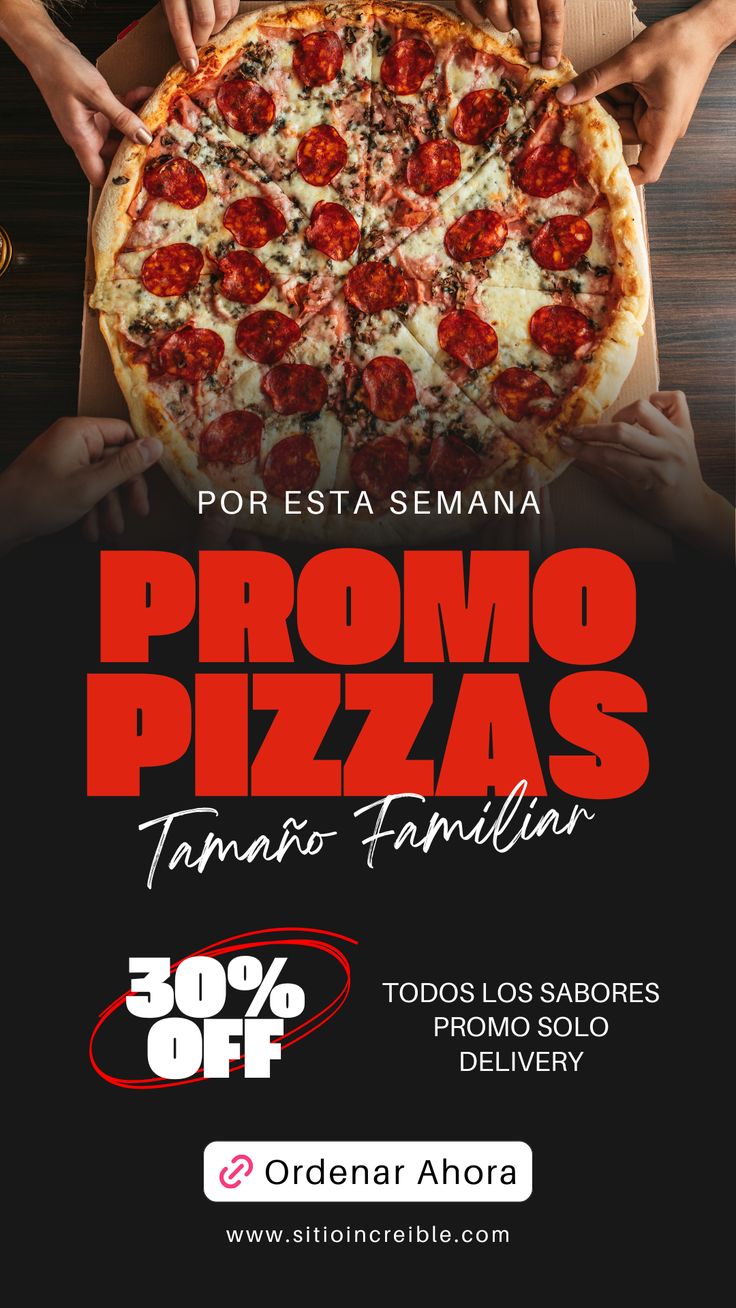 POR ESTA SEMANA
PROMO
PIZZAS
Tamaño Familiar
30%
OFF
TODOS LOS SABORES
PROMO SOLO
DELIVERY
Ordenar Ahora
www.sitioincreible.com